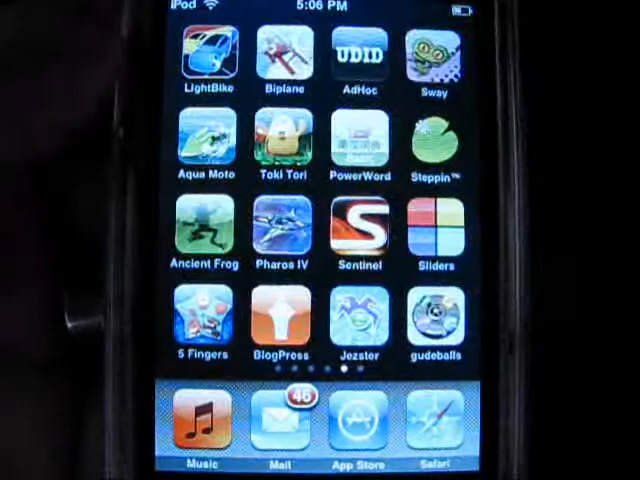 iPod 5:06 PM
LightBike Biplane AdHoc Sway
UDID
Aqua Moto Toki Tori PowerWord Steppin™
Ancient Frog Pharos IV Sentinel Sliders
S
5 Fingers BlogPress Jezster gudeballs
46
Music Mail App Store Safari